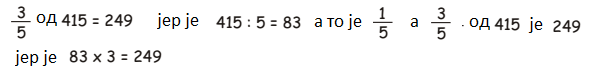 3/5 од 415 = 249 јер је 415 : 5 = 83 а то је 1/5 а 3/5 . од 415 је 249
јер је 83 x 3 = 249